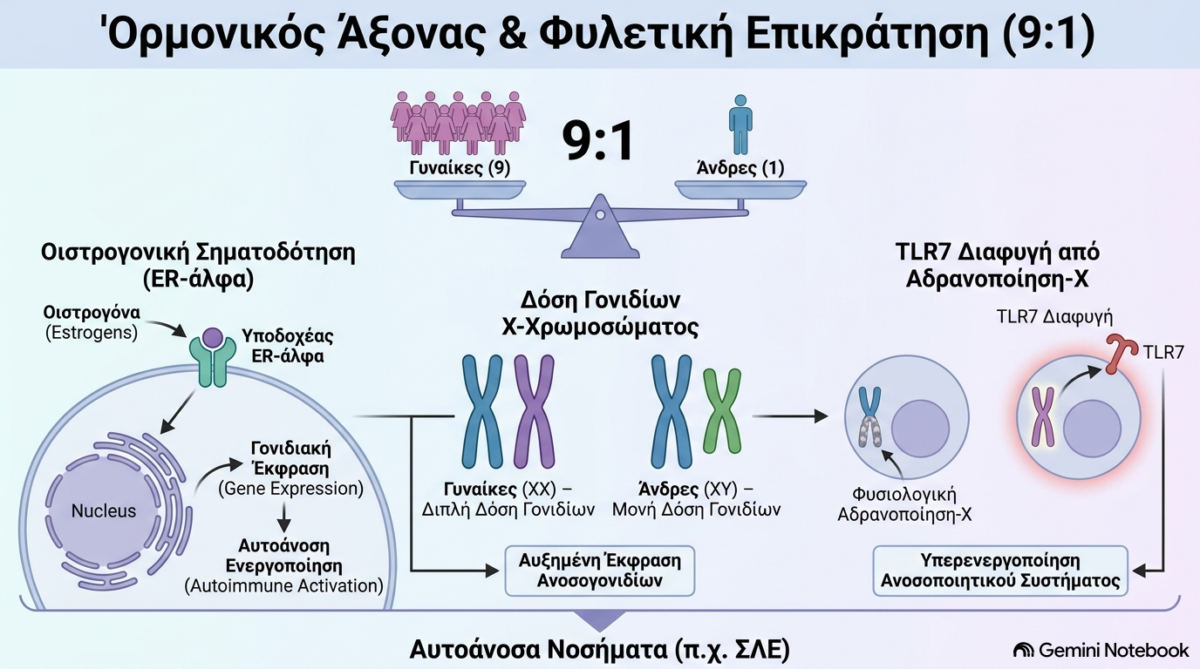 'Ορμονικός Άξονας & Φυλετική Επικράτηση (9:1)
Γυναίκες (9)
9:1
Άνδρες (1)
Οιστρογονική Σηματοδότηση
(ER-άλφα)
Οιστρογόνα
(Estrogens)
Υποδοχέας
ER-άλφα
Nucleus
Γονιδιακή
Έκφραση
(Gene Expression)
Αυτοάνοση
Ενεργοποίηση
(Autoimmune Activation)
Δόση Γονιδίων
Χ-Χρωμοσώματος
Γυναίκες (XX) –
Διπλή Δόση Γονιδίων
Άνδρες (XY) –
Μονή Δόση Γονιδίων
Αυξημένη Έκφραση
Ανοσογονιδίων
TLR7 Διαφυγή από
Αδρανοποίηση-Χ
TLR7 Διαφυγή
TLR7
Φυσιολογική
Αδρανοποίηση-Χ
Υπερενεργοποίηση
Ανοσοποιητικού Συστήματος
Αυτοάνοσα Νοσήματα (π.χ. ΣΛΕ)
Gemini Notebook